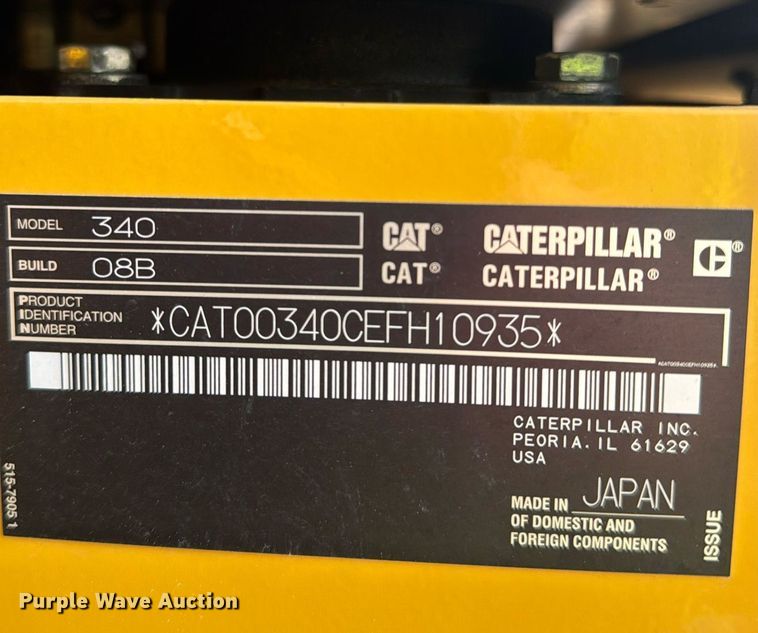 MODEL 340
BUILD 08B
CAT® CATERPILLAR® C®
CAT® CATERPILLAR®
PRODUCT
IDENTIFICATION
NUMBER
*CAT00340CEFH10935*
*CAT00340CEFH10935*
CATERPILLAR INC.
PEORIA. IL 61629
USA
MADE IN JAPAN
OF DOMESTIC AND
FOREIGN COMPONENTS
ISSUE
515-7905 1
Purple Wave Auction